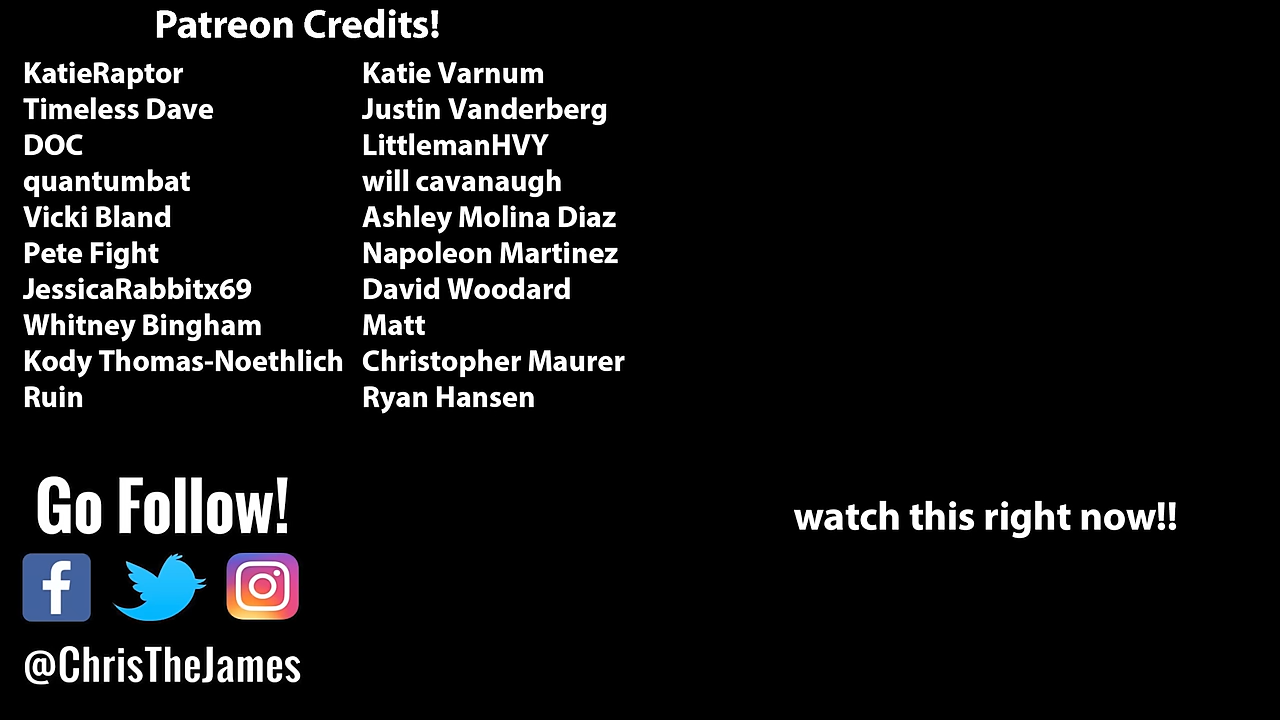 Patreon Credits!
KatieRaptor
Timeless Dave
DOC
quantumbat
Vicki Bland
Pete Fight
JessicaRabbitx69
Whitney Bingham
Kody Thomas-Noethlich
Ruin
Katie Varnum
Justin Vanderberg
LittlemanHVY
will cavanaugh
Ashley Molina Diaz
Napoleon Martinez
David Woodard
Matt
Christopher Maurer
Ryan Hansen
Go Follow!
@ChrisTheJames
watch this right now!!